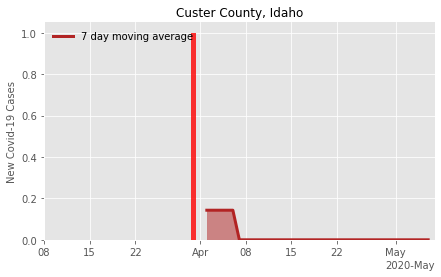 Custer County, Idaho
7 day moving average
New Covid-19 Cases
1.0
0.8
0.6
0.4
0.2
0.0
08 15 22 Apr 08 15 22 May
2020-May